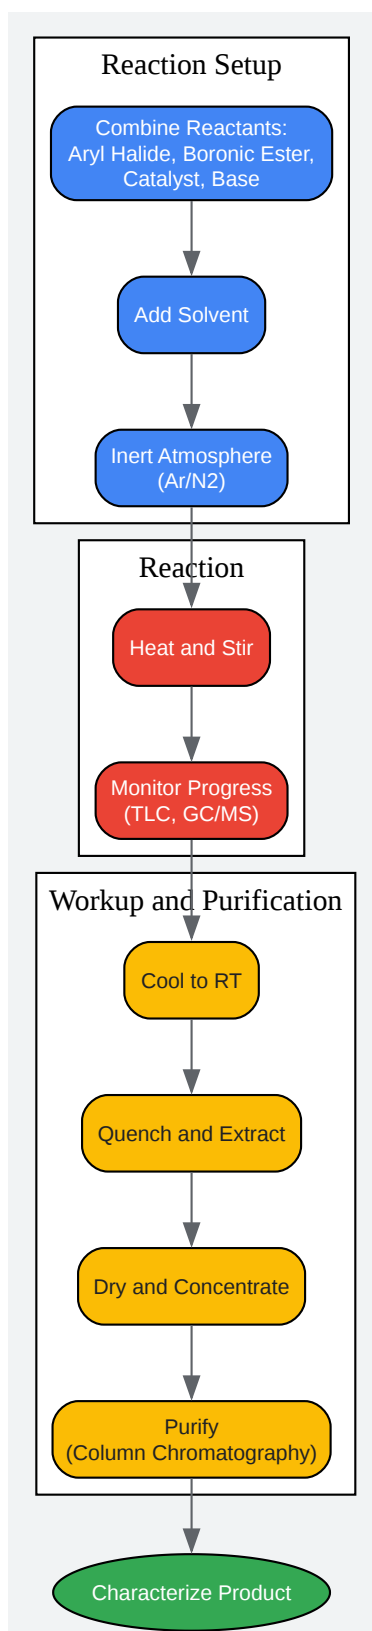 Reaction Setup
Combine Reactants:
Aryl Halide, Boronic Ester,
Catalyst, Base
Add Solvent
Inert Atmosphere
(Ar/N2)
Reaction
Heat and Stir
Monitor Progress
(TLC, GC/MS)
Workup and Purification
Cool to RT
Quench and Extract
Dry and Concentrate
Purify
(Column Chromatography)
Characterize Product